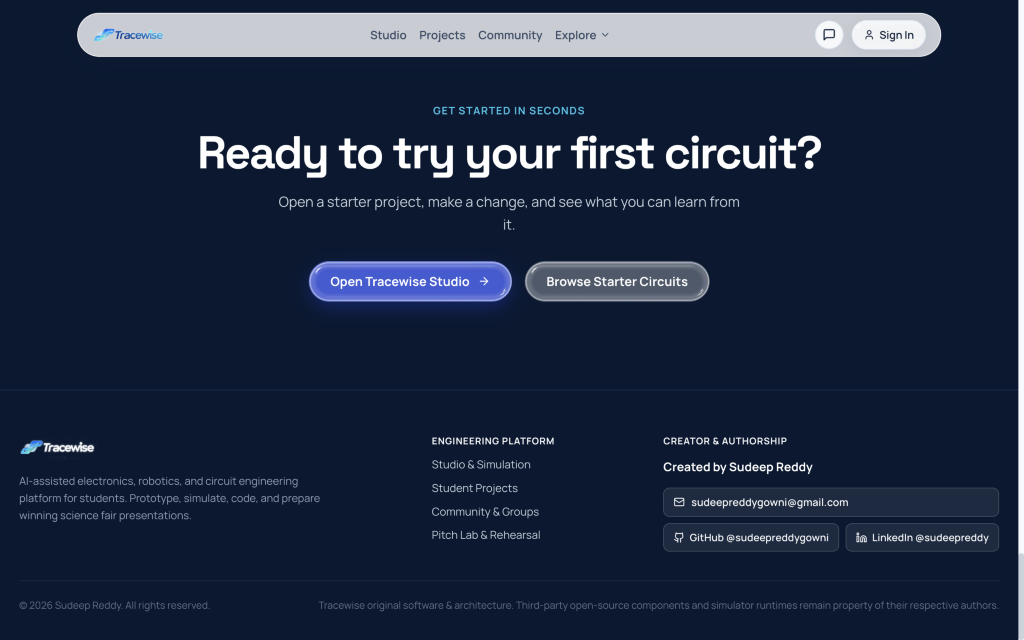 Tracewise
Studio Projects Community Explore
Sign In
GET STARTED IN SECONDS
Ready to try your first circuit?
Open a starter project, make a change, and see what you can learn from
it.
Open Tracewise Studio
Browse Starter Circuits
Tracewise
AI-assisted electronics, robotics, and circuit engineering
platform for students. Prototype, simulate, code, and prepare
winning science fair presentations.
ENGINEERING PLATFORM
Studio & Simulation
Student Projects
Community & Groups
Pitch Lab & Rehearsal
CREATOR & AUTHORSHIP
Created by Sudeep Reddy
sudeepreddygowni@gmail.com
GitHub @sudeepreddygowni
LinkedIn @sudeepreddy
© 2026 Sudeep Reddy. All rights reserved.
Tracewise original software & architecture. Third-party open-source components and simulator runtimes remain property of their respective authors.